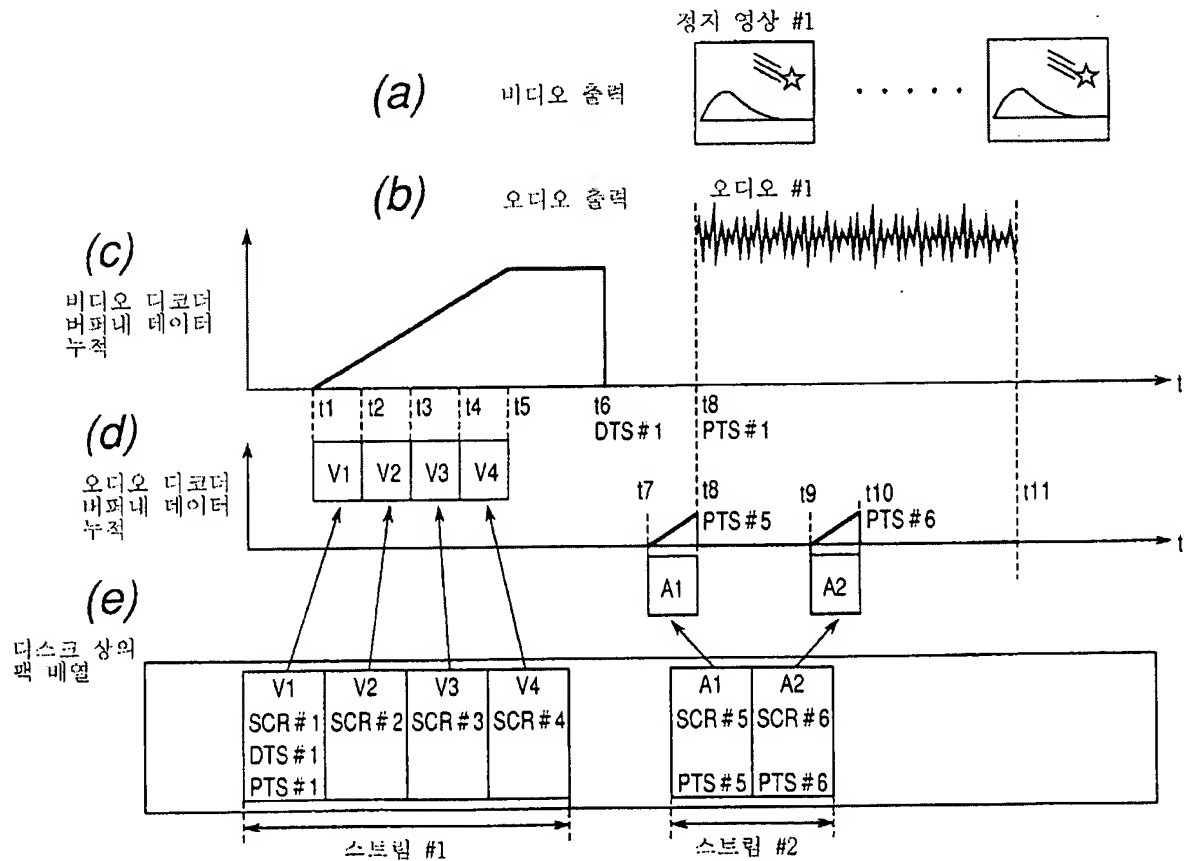 정지 영상 #1
(a)
비디오 출력
(b)
오디오 출력
오디오 #1
(c)
비디오 디코더
버퍼내 데이터
누적
t
t1 t2 t3 t4 t5 t6 t8
DTS#1 PTS#1
(d)
V1 V2 V3 V4
오디오 디코더
버퍼내 데이터
누적
t7 t8 t9 t10 t11
PTS#5 PTS#6
t
A1 A2
(e)
디스크 상의
팩 배열
V1 V2 V3 V4 A1 A2
SCR#1 SCR#2 SCR#3 SCR#4 SCR#5 SCR#6
DTS#1
PTS#1 PTS#5 PTS#6
스트림 #1 스트림 #2